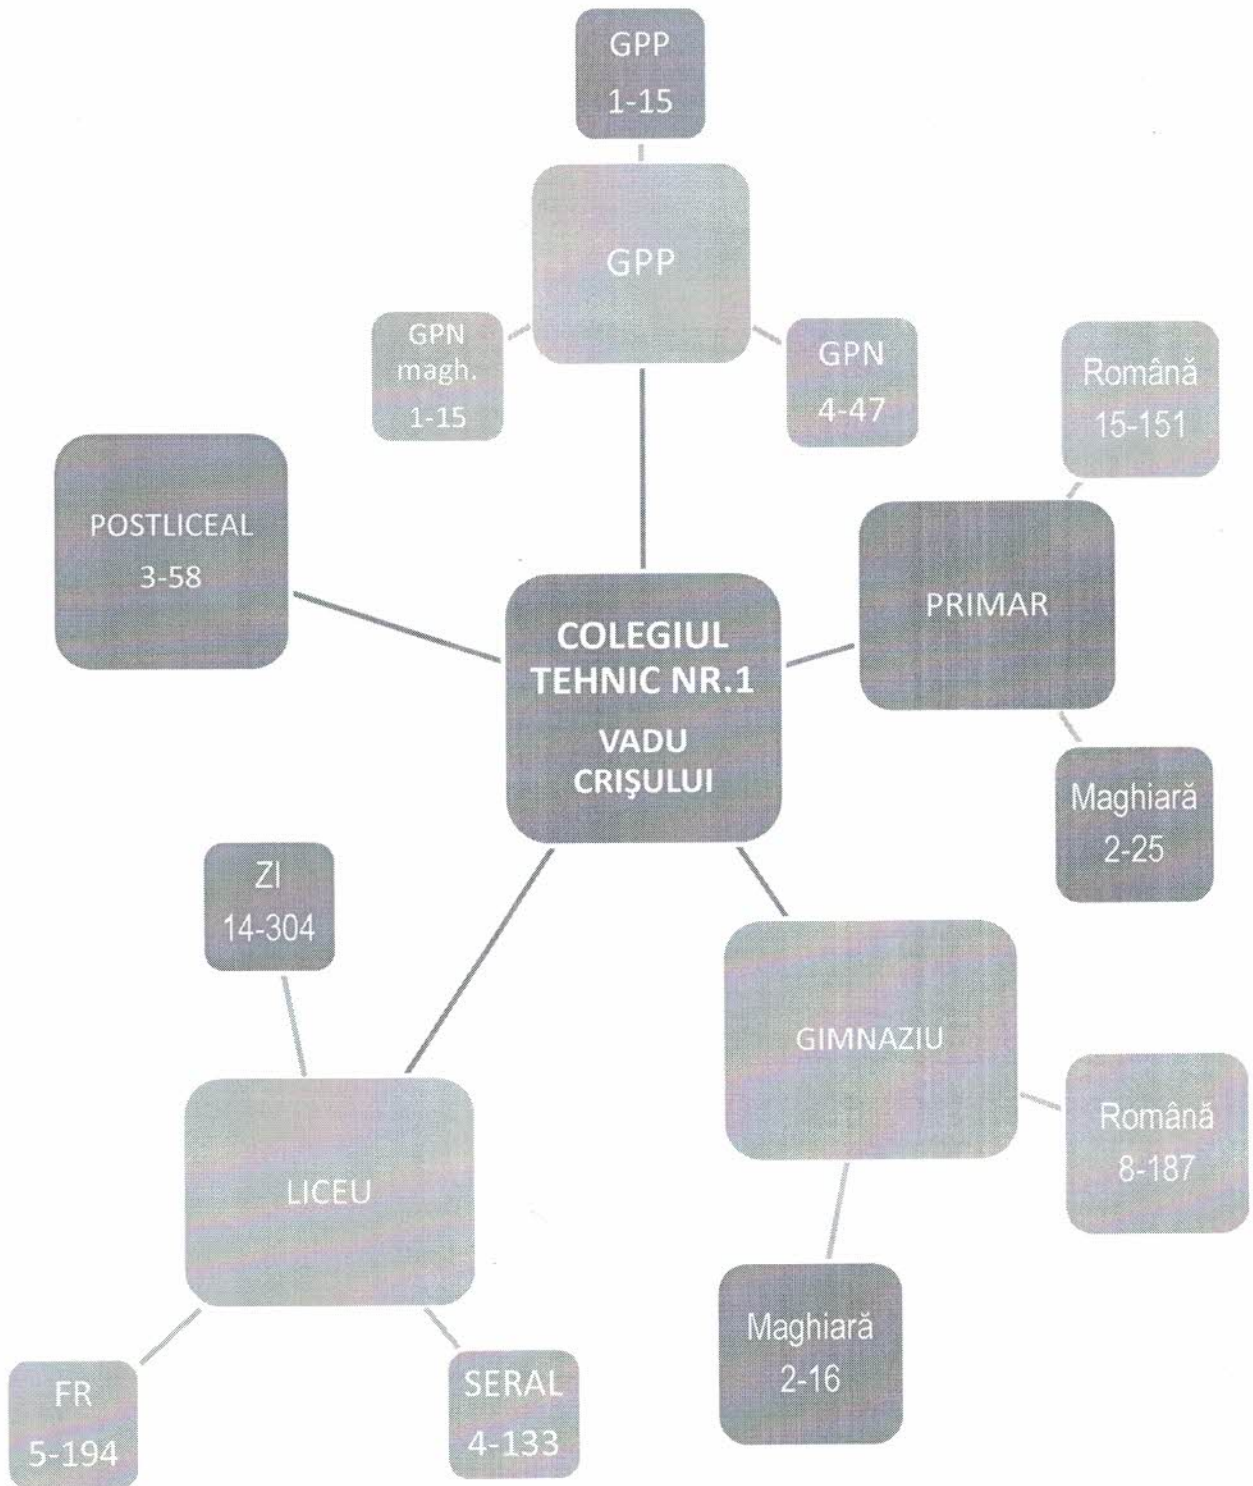 GPP
1-15
GPP
GPN
magh.
1-15
GPN
4-47
Română
15-151
POSTLICEAL
3-58
PRIMAR
COLEGIUL
TEHNIC NR.1
VADU
CRIŞULUI
Maghiară
2-25
ZI
14-304
GIMNAZIU
Română
8-187
LICEU
Maghiară
2-16
FR
5-194
SERAL
4-133